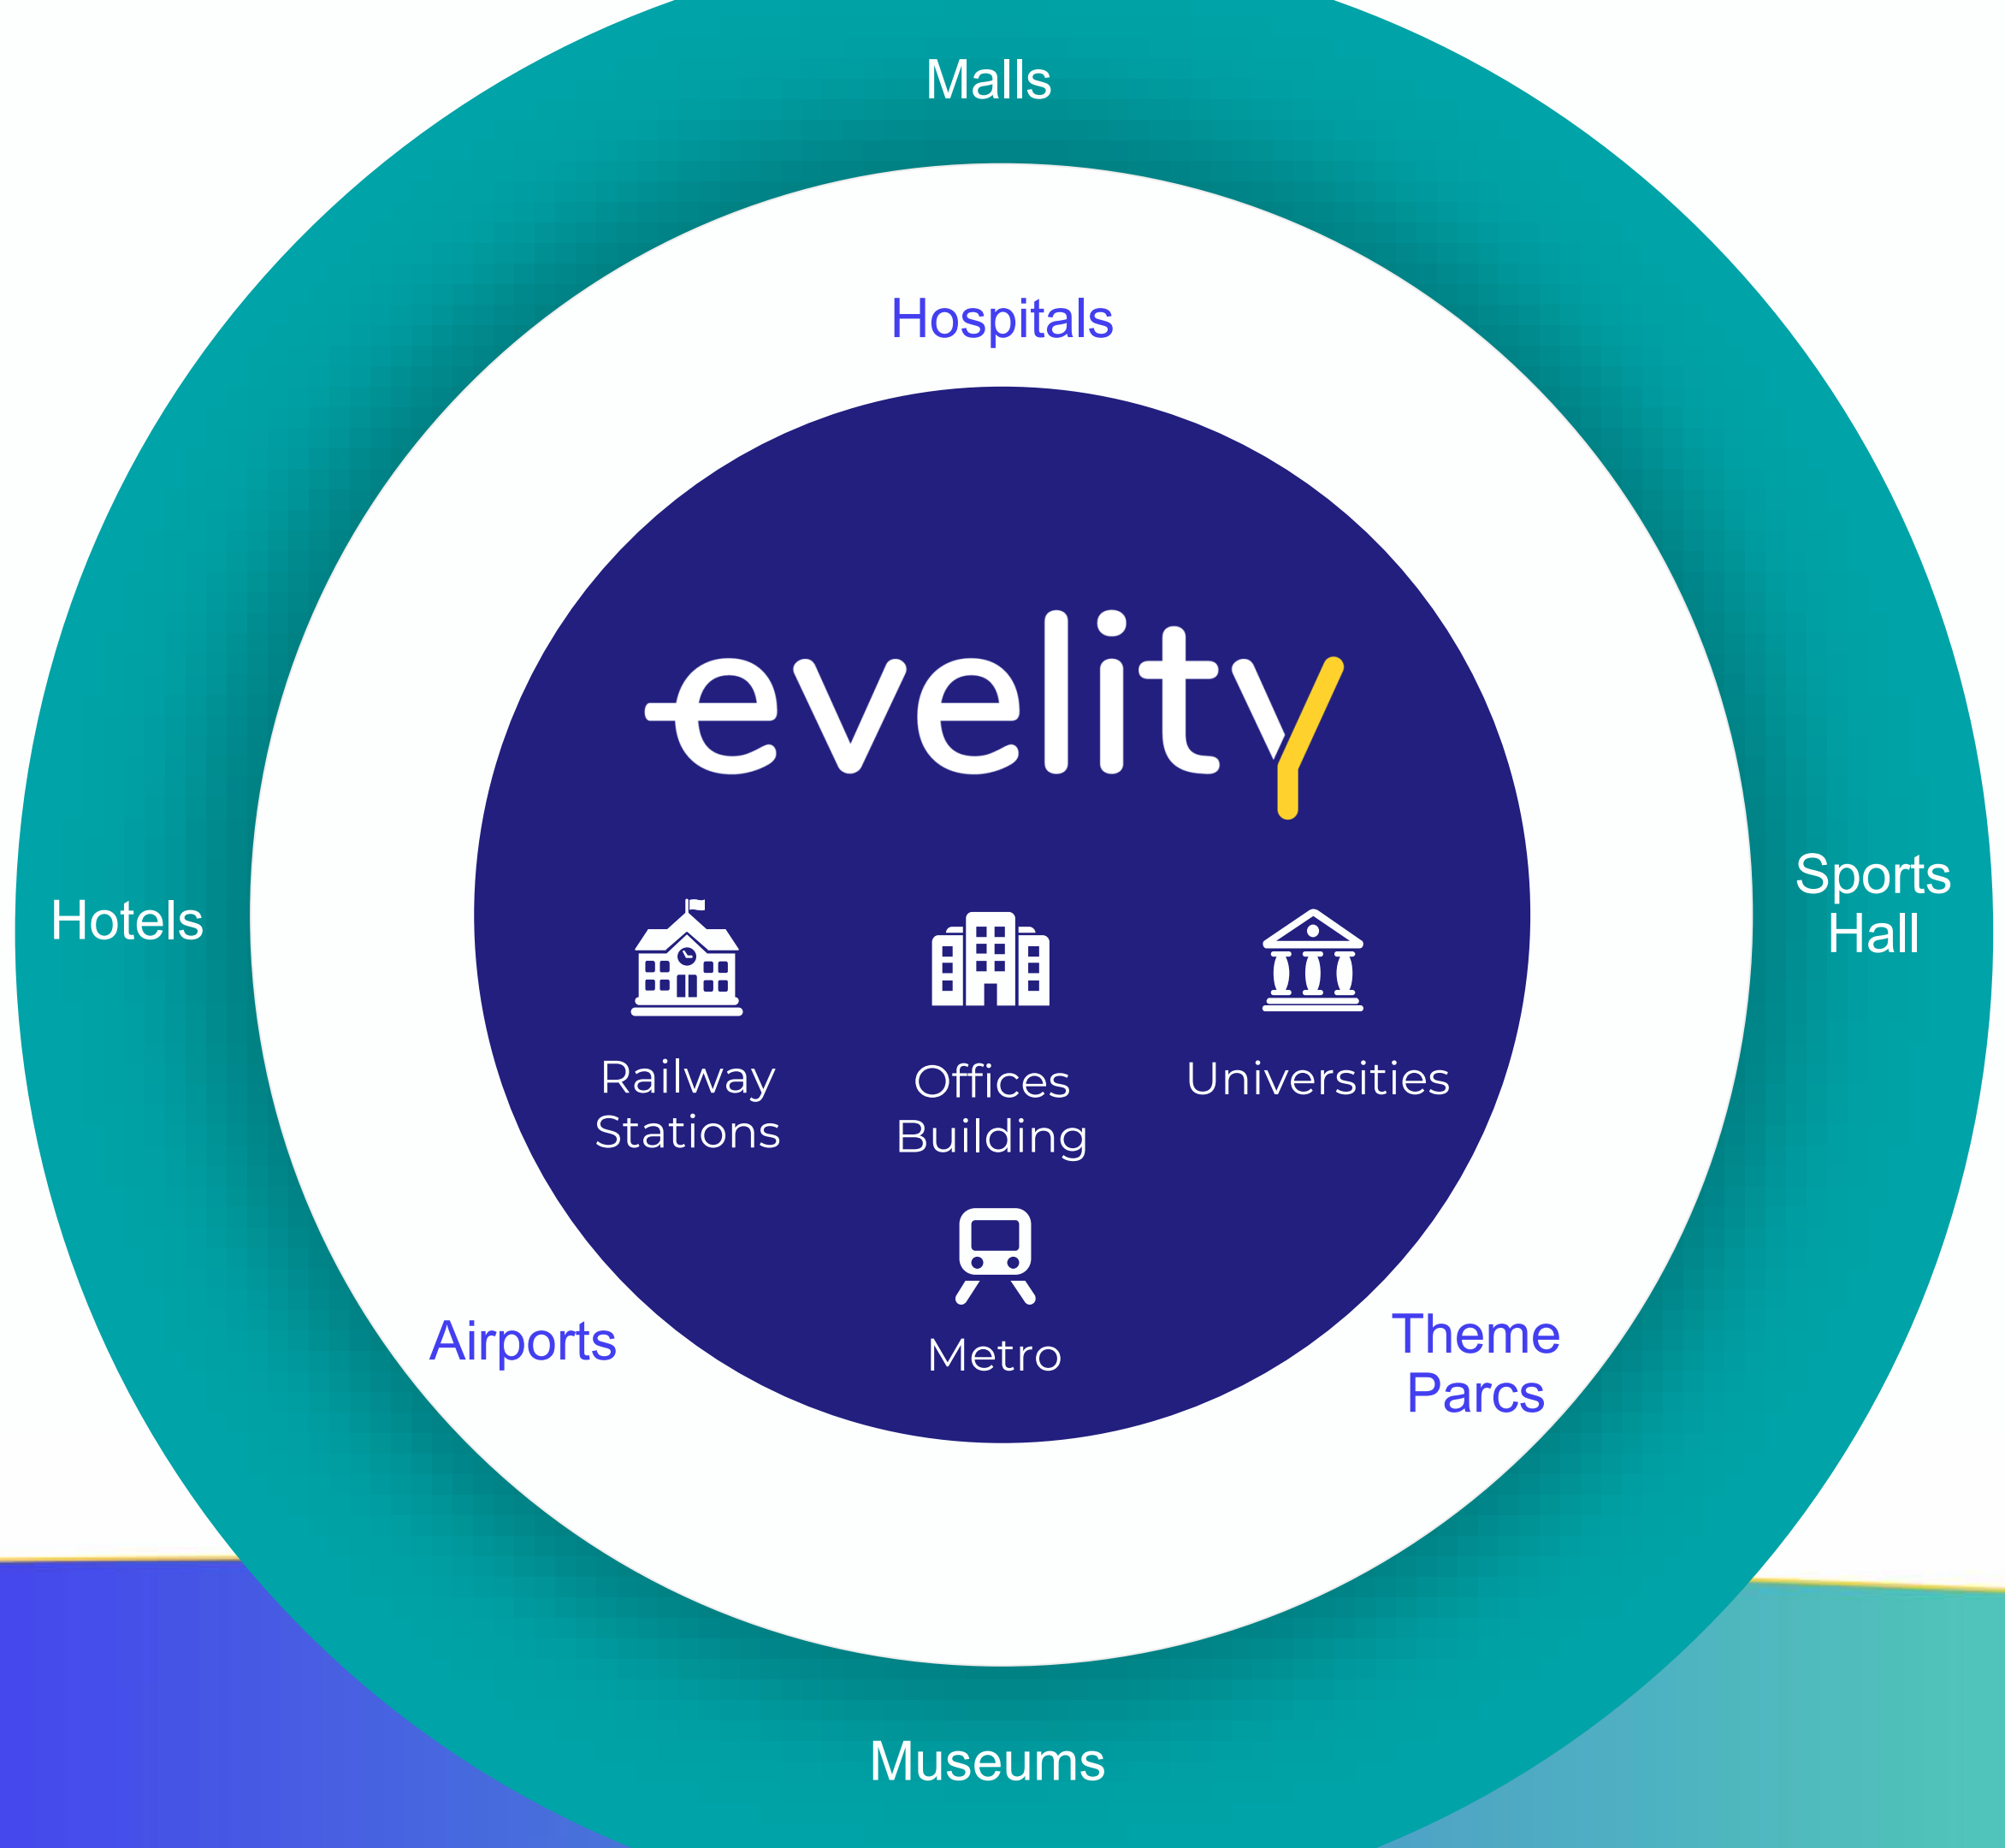 Malls
Hospitals
evelity
Hotels
Sports
Hall
Railway
Stations
Offices
Building
Universities
Metro
Airports
Theme
Parcs
Museums